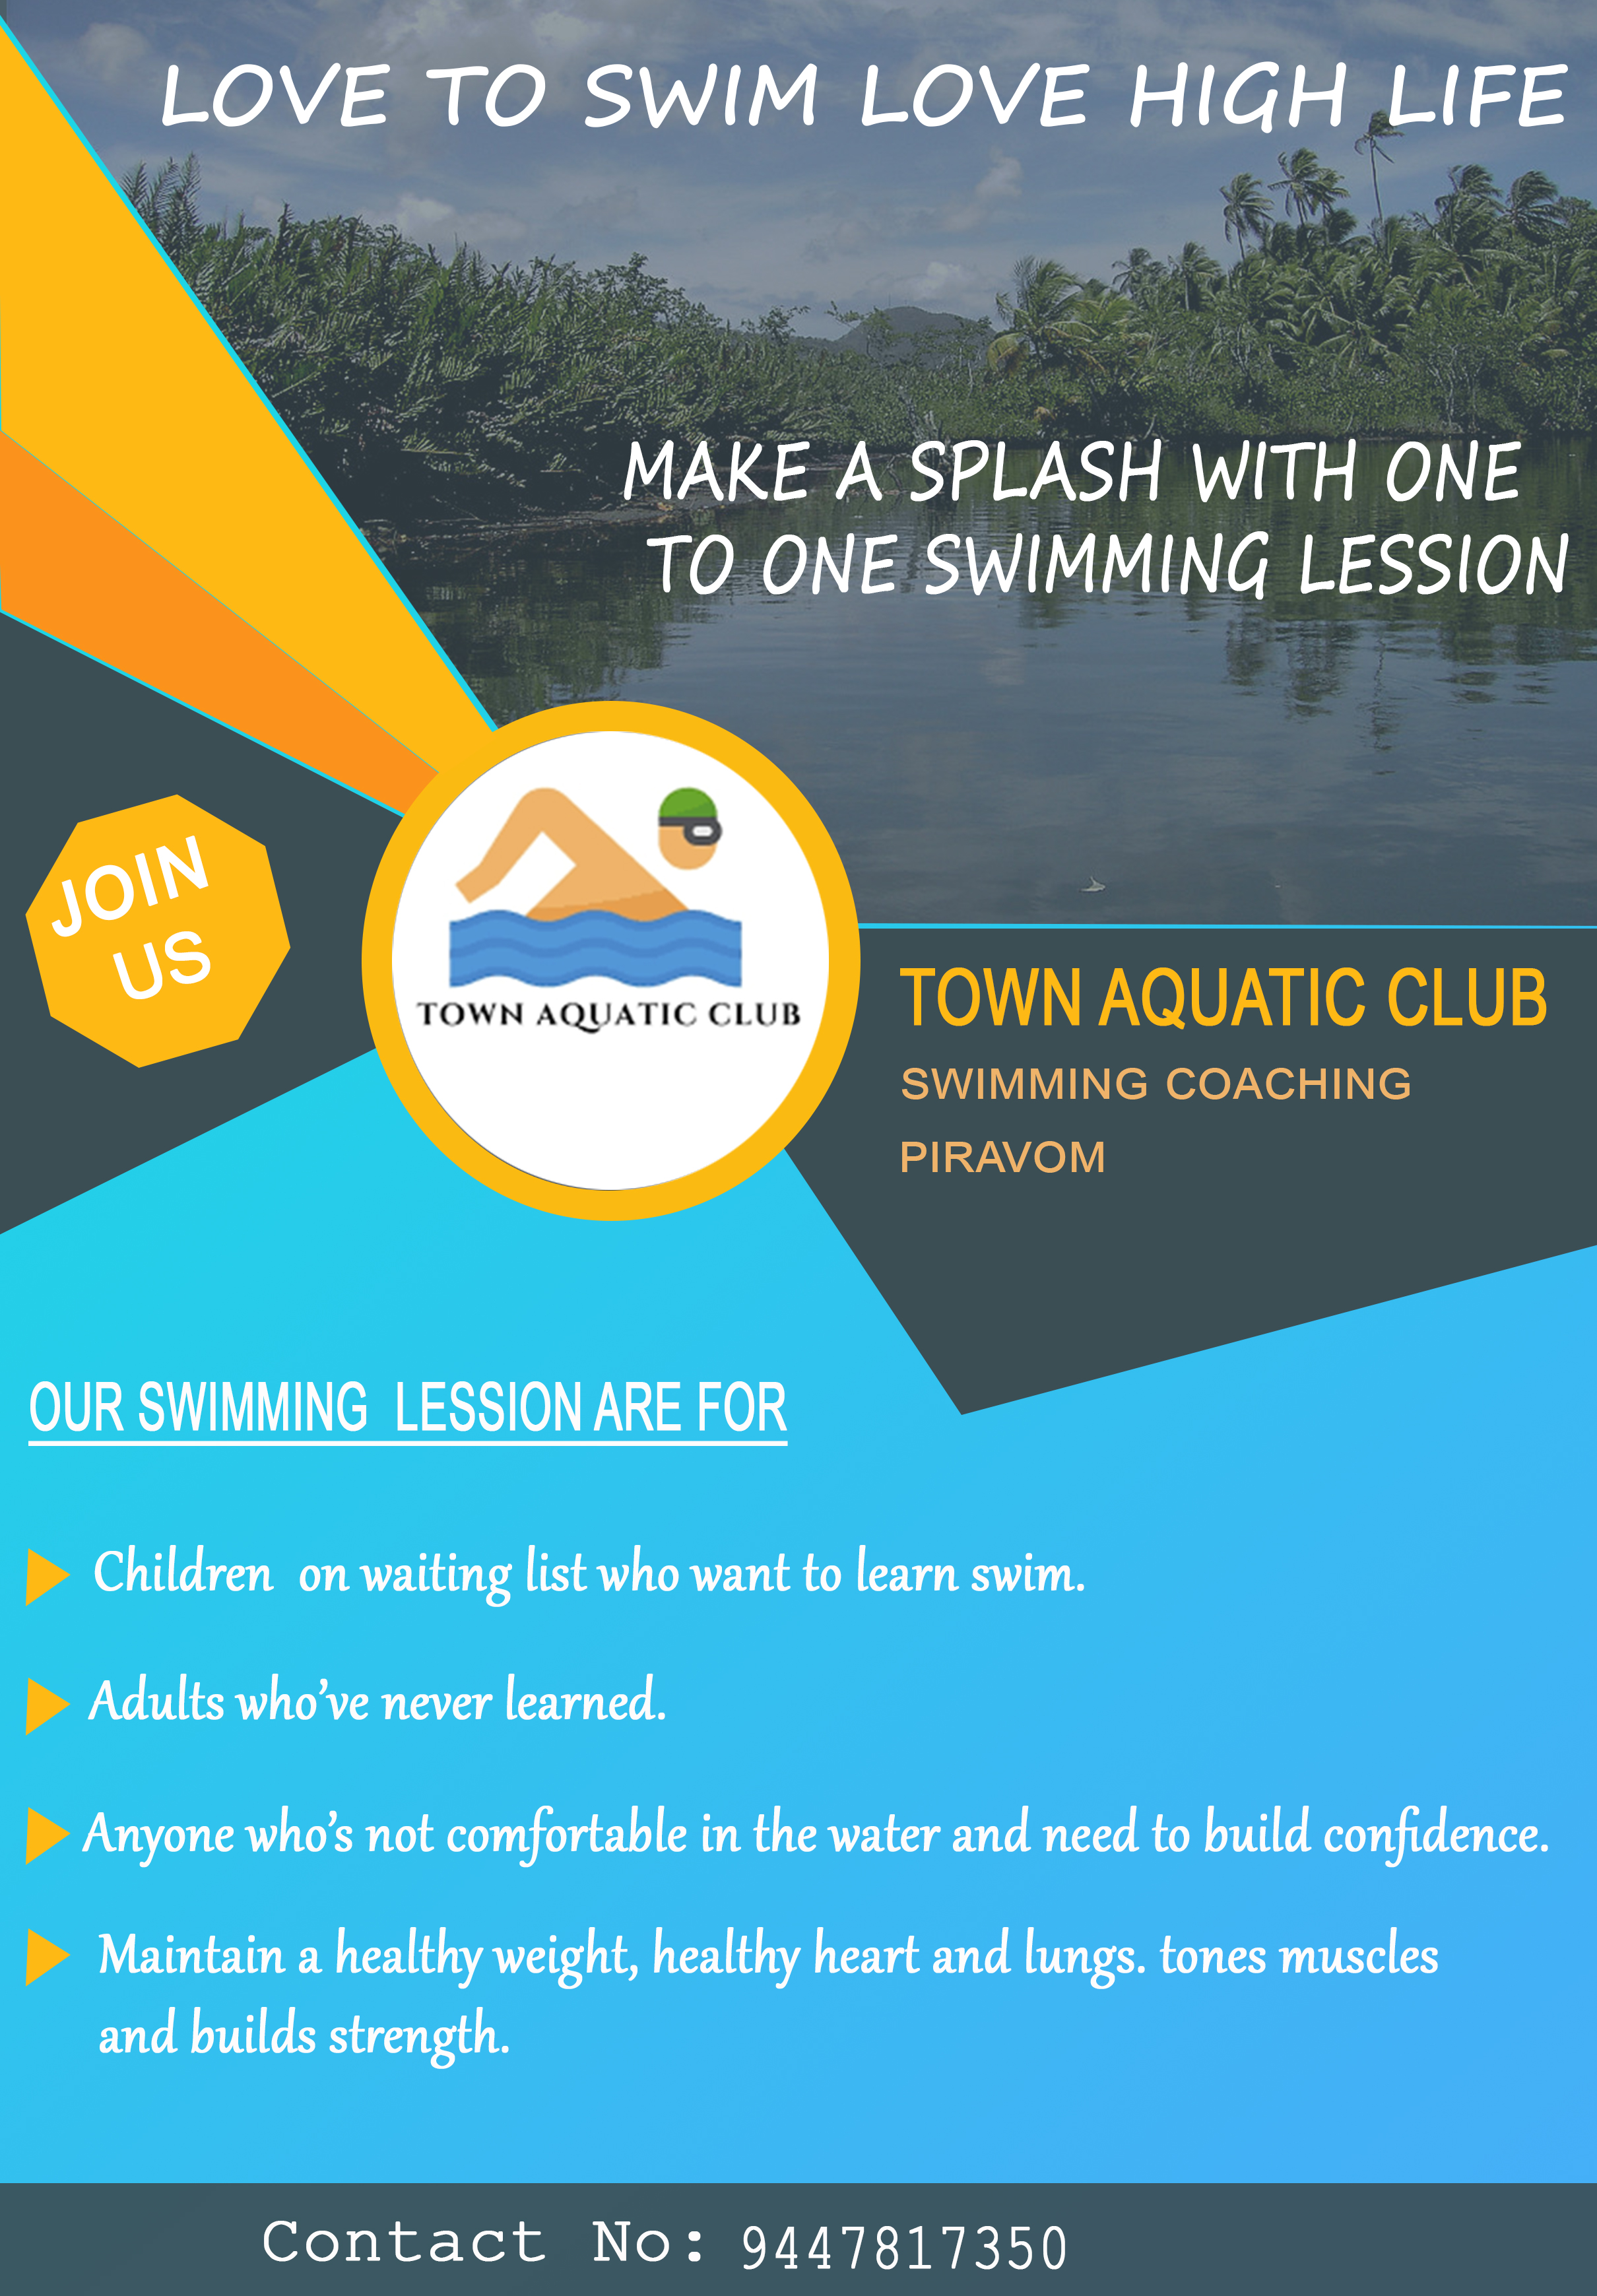 LOVE TO SWIM LOVE HIGH LIFE
MAKE A SPLASH WITH ONE
TO ONE SWIMMING LESSION
JOIN
US
TOWN AQUATIC CLUB
TOWN AQUATIC CLUB
SWIMMING COACHING
PIRAVOM
OUR SWIMMING LESSION ARE FOR
Children on waiting list who want to learn swim.
Adults who’ve never learned.
Anyone who’s not comfortable in the water and need to build confidence.
Maintain a healthy weight, healthy heart and lungs. tones muscles
and builds strength.
Contact No: 9447817350